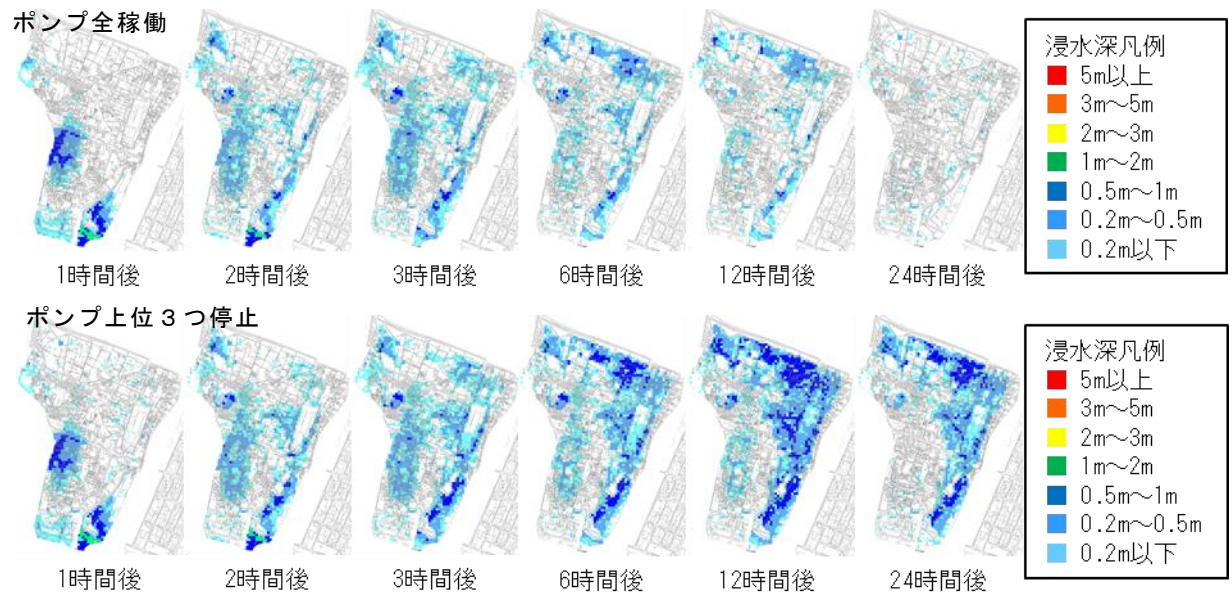 ポンプ全稼働
1時間後
2時間後
3時間後
6時間後
12時間後
24時間後
浸水深凡例
5m以上
3m～5m
2m～3m
1m～2m
0.5m～1m
0.2m～0.5m
0.2m以下
ポンプ上位３つ停止
1時間後
2時間後
3時間後
6時間後
12時間後
24時間後
浸水深凡例
5m以上
3m～5m
2m～3m
1m～2m
0.5m～1m
0.2m～0.5m
0.2m以下